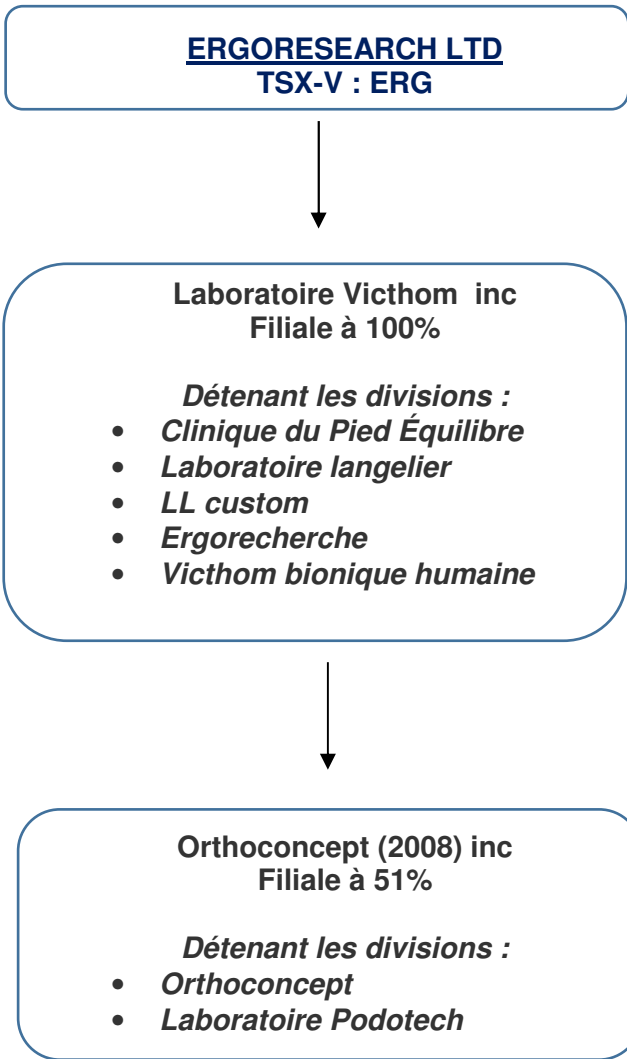 ERGORESEARCH LTD
TSX-V : ERG
Laboratoire Victhom inc
Filiale à 100%
Détenant les divisions :
• Clinique du Pied Équilibre
• Laboratoire langelier
• LL custom
• Ergorecherche
• Victhom bionique humaine
Orthoconcept (2008) inc
Filiale à 51%
Détenant les divisions :
• Orthoconcept
• Laboratoire Podotech